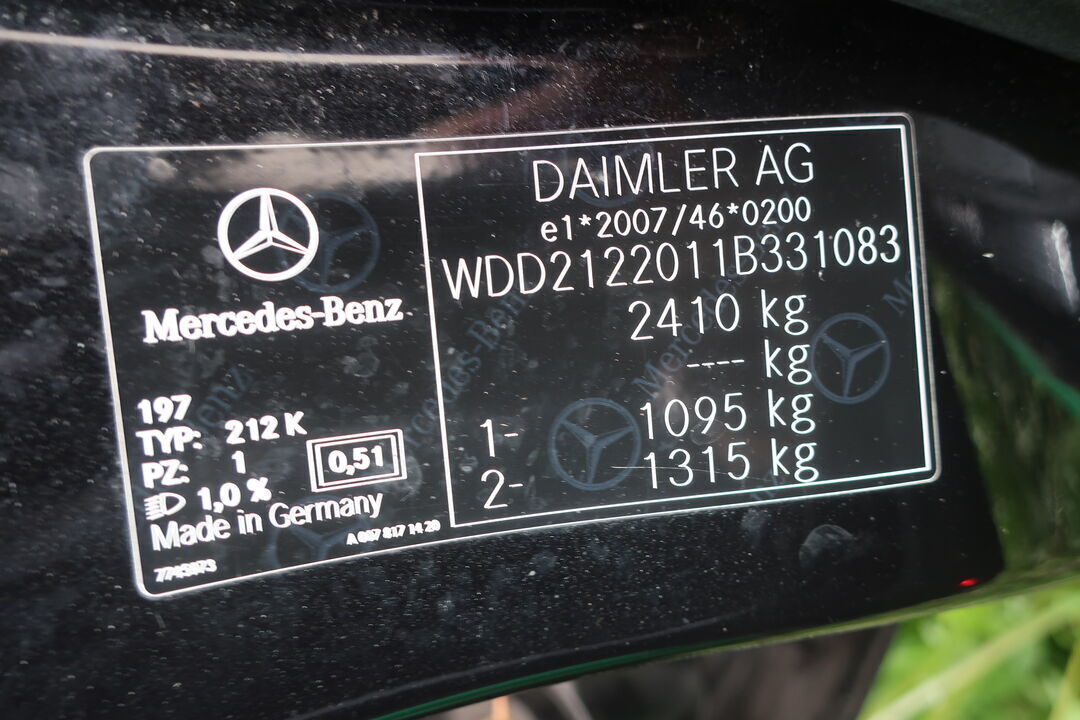 Mercedes-Benz
197
TYP: 212 K
PZ: 1
1,0 %
0,51
Made in Germany
DAIMLER AG
e1*2007/46*0200
WDD2122011B331083
2410 kg
---- kg
1- 1095 kg
2- 1315 kg